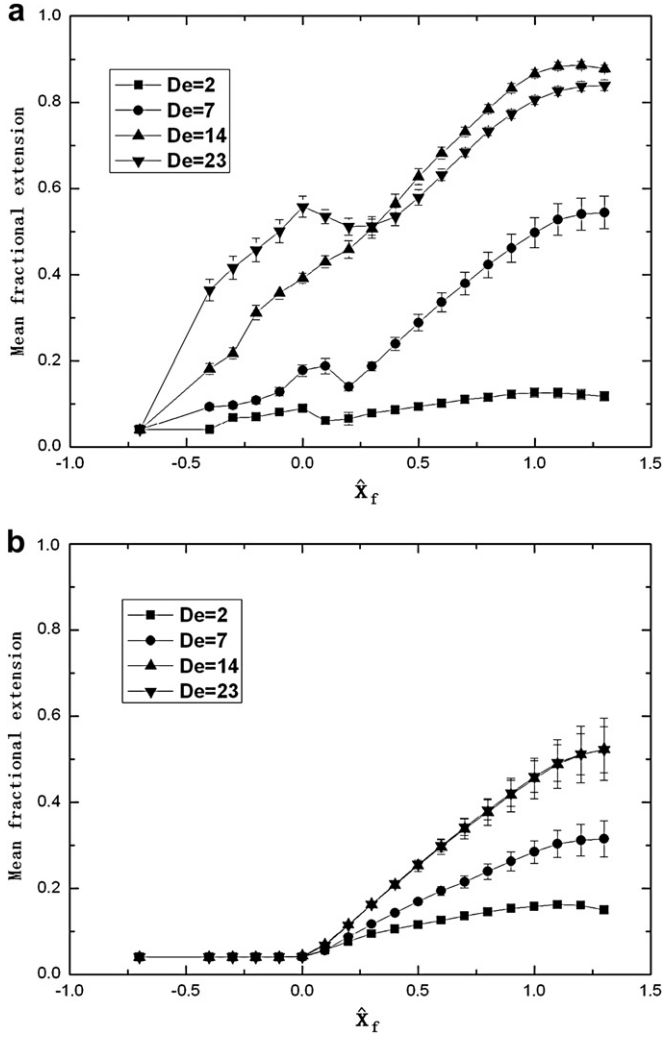 a
1.0
0.8
0.6
0.4
0.2
0.0
Mean fractional extension
De=2
De=7
De=14
De=23
-1.0 -0.5 0.0 0.5 1.0 1.5
x̂f
b
1.0
0.8
0.6
0.4
0.2
0.0
Mean fractional extension
De=2
De=7
De=14
De=23
-1.0 -0.5 0.0 0.5 1.0 1.5
x̂f